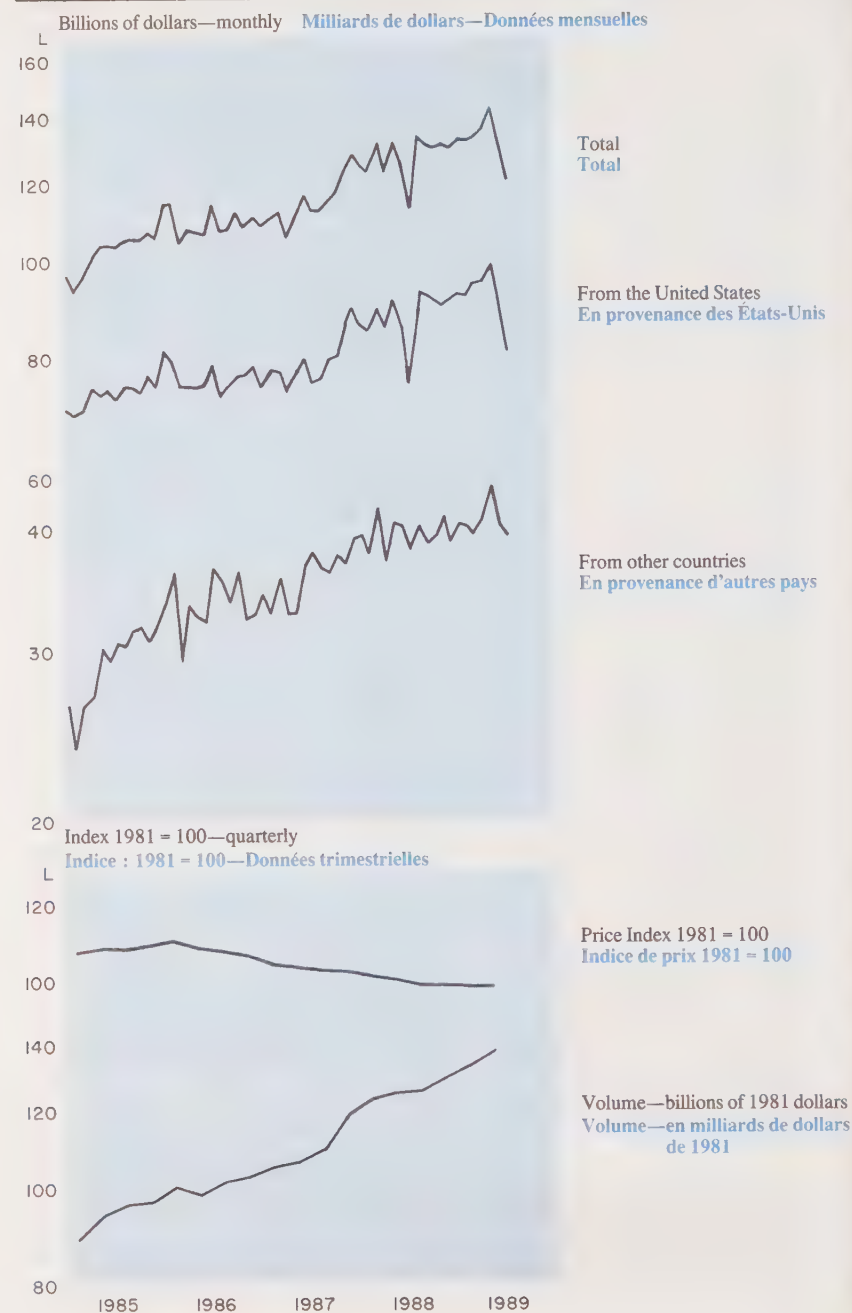 Billions of dollars—monthly Milliards de dollars—Données mensuelles
L
160
140
Total
Total
120
100
From the United States
En provenance des États-Unis
80
60
40
From other countries
En provenance d'autres pays
30
20
Index 1981 = 100—quarterly
Indice : 1981 = 100—Données trimestrielles
L
120
Price Index 1981 = 100
Indice de prix 1981 = 100
100
140
Volume—billions of 1981 dollars
Volume—en milliards de dollars
de 1981
120
100
80
1985 1986 1987 1988 1989